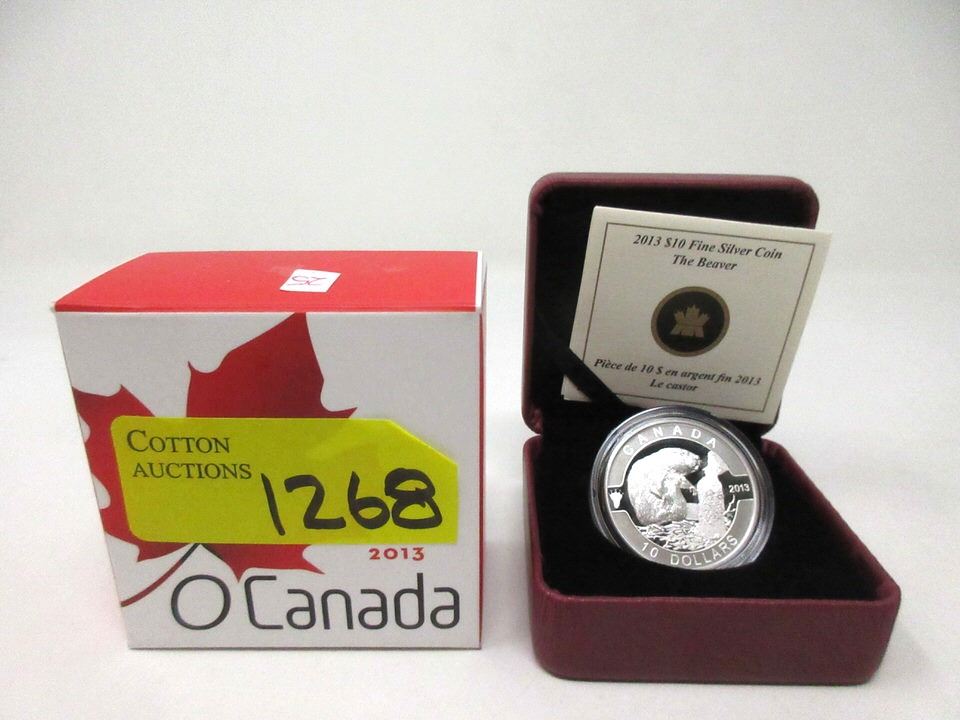 SZ
COTTON
AUCTIONS
1268
2013
O Canada
2013 $10 Fine Silver Coin
The Beaver
Pièce de 10 $ en argent fin 2013
Le castor
CANADA
2013
10 DOLLARS